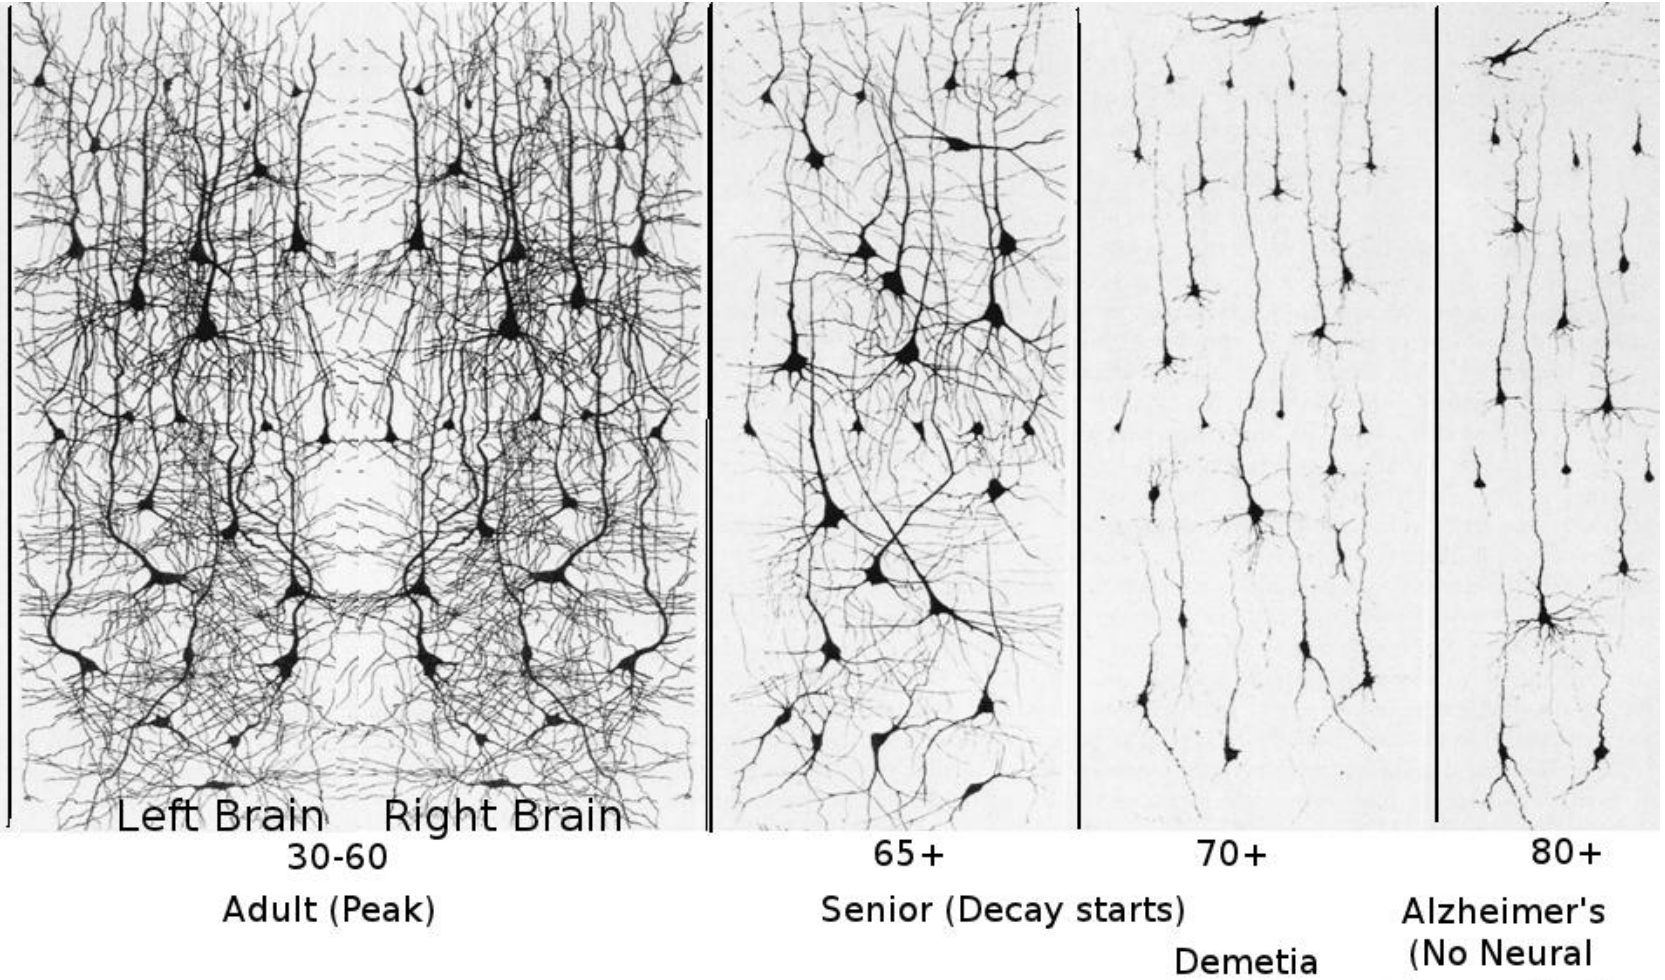 Left Brain Right Brain
30-60
65+
70+
80+
Adult (Peak)
Senior (Decay starts)
Alzheimer's
(No Neural
Demetia